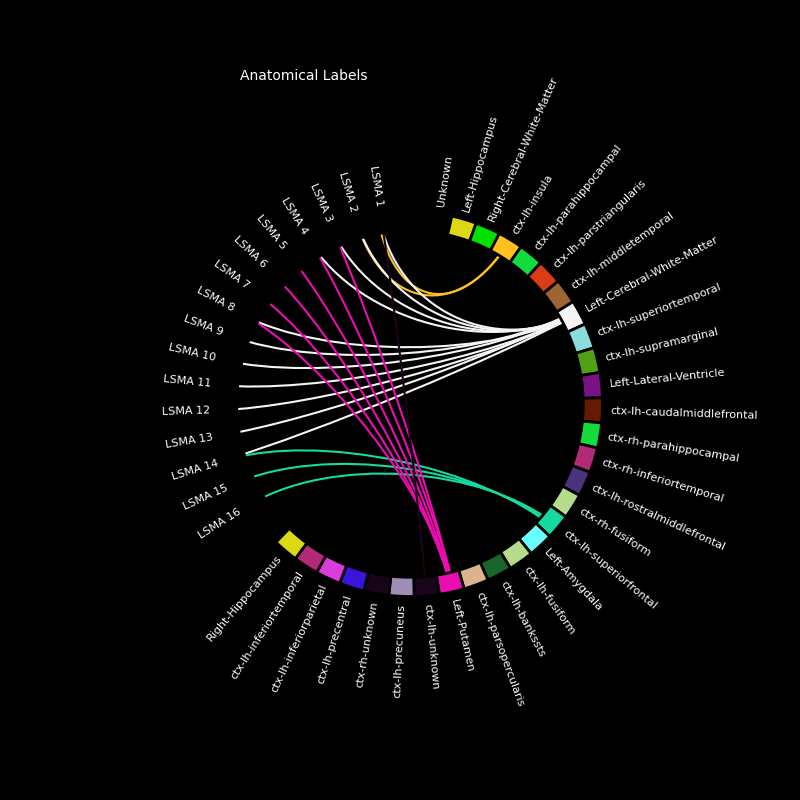 Anatomical Labels
Unknown
Left-Hippocampus
Right-Cerebral-White-Matter
ctx-lh-insula
ctx-lh-parahippocampal
ctx-lh-parstriangularis
ctx-lh-middletemporal
Left-Cerebral-White-Matter
ctx-lh-superiortemporal
ctx-lh-supramarginal
Left-Lateral-Ventricle
ctx-lh-caudalmiddlefrontal
ctx-rh-parahippocampal
ctx-rh-inferiortemporal
ctx-lh-rostralmiddlefrontal
ctx-rh-fusiform
ctx-lh-superiorfrontal
Left-Amygdala
ctx-lh-fusiform
ctx-lh-bankssts
ctx-lh-parsopercularis
Left-Putamen
ctx-lh-unknown
ctx-lh-precuneus
ctx-rh-unknown
ctx-lh-precentral
ctx-lh-inferiorparietal
ctx-lh-inferiortemporal
Right-Hippocampus
LSMA 16
LSMA 15
LSMA 14
LSMA 13
LSMA 12
LSMA 11
LSMA 10
LSMA 9
LSMA 8
LSMA 7
LSMA 6
LSMA 5
LSMA 4
LSMA 3
LSMA 2
LSMA 1